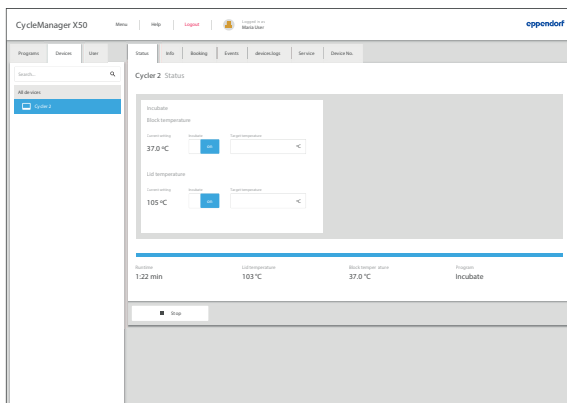 CycleManager X50
Menu
Help
Logout
Logged in as
Maria User
eppendorf
Programs
Devices
User
Status
Info
Booking
Events
devices.logs
Service
Device No.
Search..
All devices
Cycler 2
Cycler 2 Status
Incubate
Block temperature
Current setting
Incubate
Target temperature
37.0 ºC
on
<
Lid temperature
Current setting
Incubate
Target temperature
105 ºC
on
<
Runtime
Lid temperature
Block temper ature
Program
1:22 min
103 °C
37.0 °C
Incubate
Stop